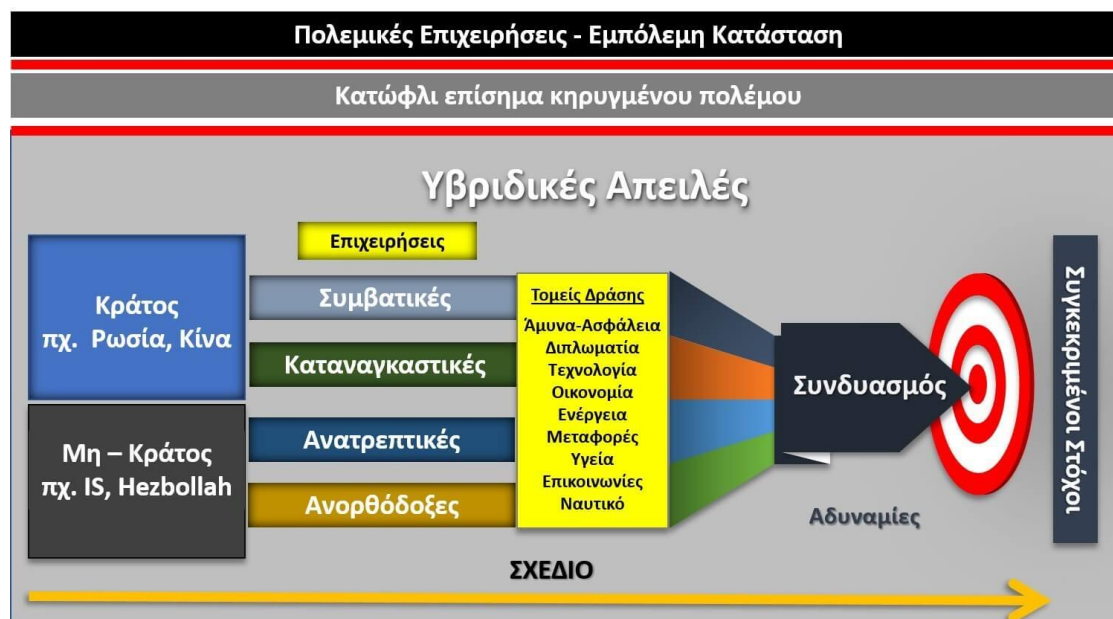 Πολεμικές Επιχειρήσεις - Εμπόλεμη Κατάσταση
Κατώφλι επίσημα κηρυγμένου πολέμου
Υβριδικές Απειλές
Επιχειρήσεις
Κράτος
πχ. Ρωσία, Κίνα
Μη – Κράτος
πχ. IS, Hezbollah
Συμβατικές
Καταναγκαστικές
Ανατρεπτικές
Ανορθόδοξες
Τομείς Δράσης
Άμυνα-Ασφάλεια
Διπλωματία
Τεχνολογία
Οικονομία
Ενέργεια
Μεταφορές
Υγεία
Επικοινωνίες
Ναυτικό
Συνδυασμός
Αδυναμίες
Συγκεκριμένοι Στόχοι
ΣΧΕΔΙΟ